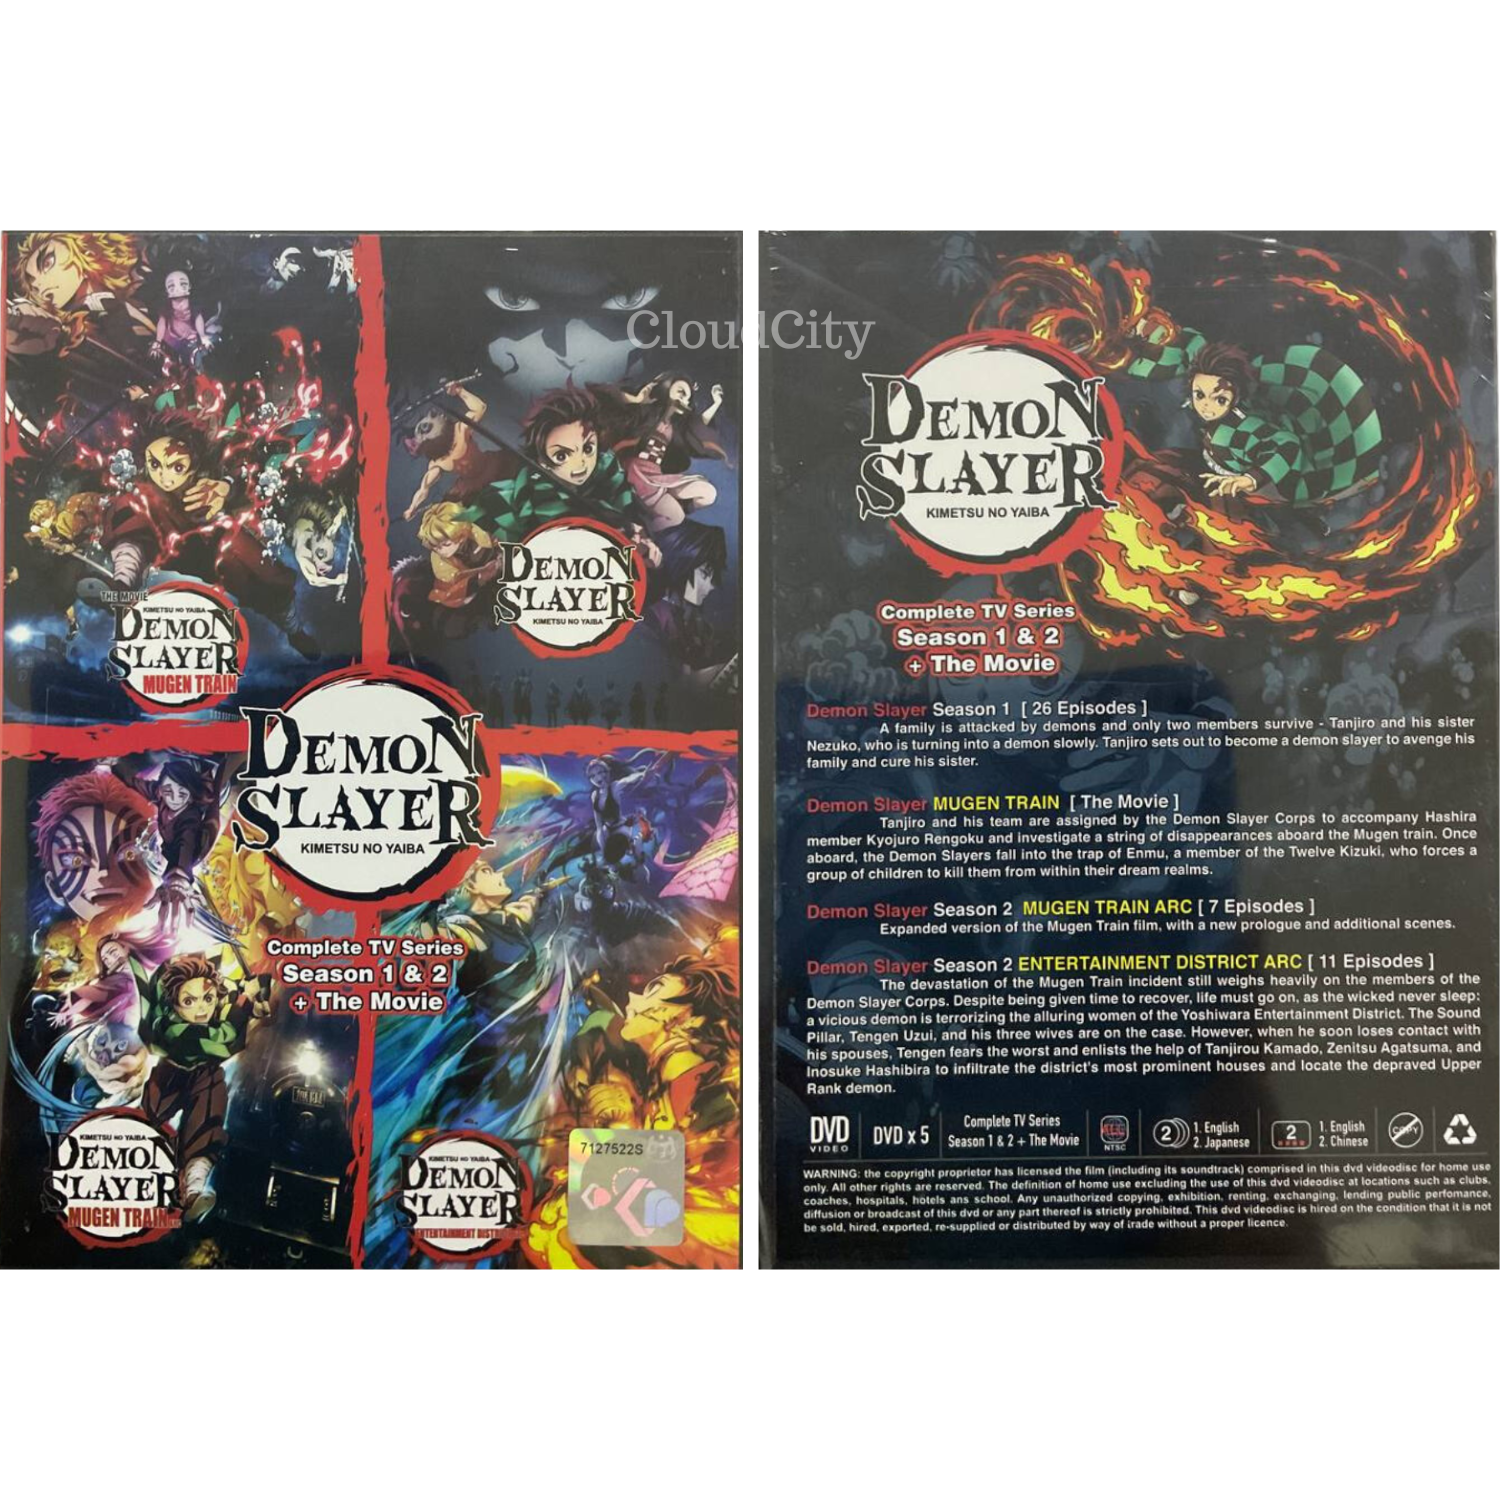 CloudCity
THE MOVIE
KIMETSU NO YAIBA
DEMON
SLAYER
MUGEN TRAIN
DEMON
SLAYER
KIMETSU NO YAIBA
DEMON
SLAYER
KIMETSU NO YAIBA
Complete TV Series
Season 1 & 2
+ The Movie
KIMETSU NO YAIBA
DEMON
SLAYER
MUGEN TRAIN
KIMETSU NO YAIBA
DEMON
SLAYER
7127522S
DEMON
SLAYER
KIMETSU NO YAIBA
Complete TV Series
Season 1 & 2
+ The Movie
Demon Slayer Season 1 [ 26 Episodes ]
A family is attacked by demons and only two members survive - Tanjiro and his sister
Nezuko, who is turning into a demon slowly. Tanjiro sets out to become a demon slayer to avenge his
family and cure his sister.
Demon Slayer MUGEN TRAIN [ The Movie ]
Tanjiro and his team are assigned by the Demon Slayer Corps to accompany Hashira
member Kyojuro Rengoku and investigate a string of disappearances aboard the Mugen train. Once
aboard, the Demon Slayers fall into the trap of Enmu, a member of the Twelve Kizuki, who forces a
group of children to kill them from within their dream realms.
Demon Slayer Season 2 MUGEN TRAIN ARC [ 7 Episodes ]
Expanded version of the Mugen Train film, with a new prologue and additional scenes.
Demon Slayer Season 2 ENTERTAINMENT DISTRICT ARC [ 11 Episodes ]
The devastation of the Mugen Train incident still weighs heavily on the members of the
Demon Slayer Corps. Despite being given time to recover, life must go on, as the wicked never sleep:
a vicious demon is terrorizing the alluring women of the Yoshiwara Entertainment District. The Sound
Pillar, Tengen Uzui, and his three wives are on the case. However, when he soon loses contact with
his spouses, Tengen fears the worst and enlists the help of Tanjirou Kamado, Zenitsu Agatsuma, and
Inosuke Hashibira to infiltrate the district's most prominent houses and locate the depraved Upper
Rank demon.
DVD
VIDEO
DVD x 5
Complete TV Series
Season 1 & 2 + The Movie
NTSC
2
1. English
2. Japanese
2
1. English
2. Chinese
COPY
WARNING: the copyright proprietor has licensed the film (including its soundtrack) comprised in this dvd videodisc for home use
only. All other rights are reserved. The definition of home use excluding the use of this dvd videodisc at locations such as clubs,
coaches, hospitals, hotels ans school. Any unauthorized copying, exhibition, renting, exchanging, lending public perfomance,
diffusion or broadcast of this dvd or any part thereof is strictly prohibited. This dvd videodisc is hired on the condition that it is not
be sold, hired, exported, re-supplied or distributed by way of trade without a proper licence.